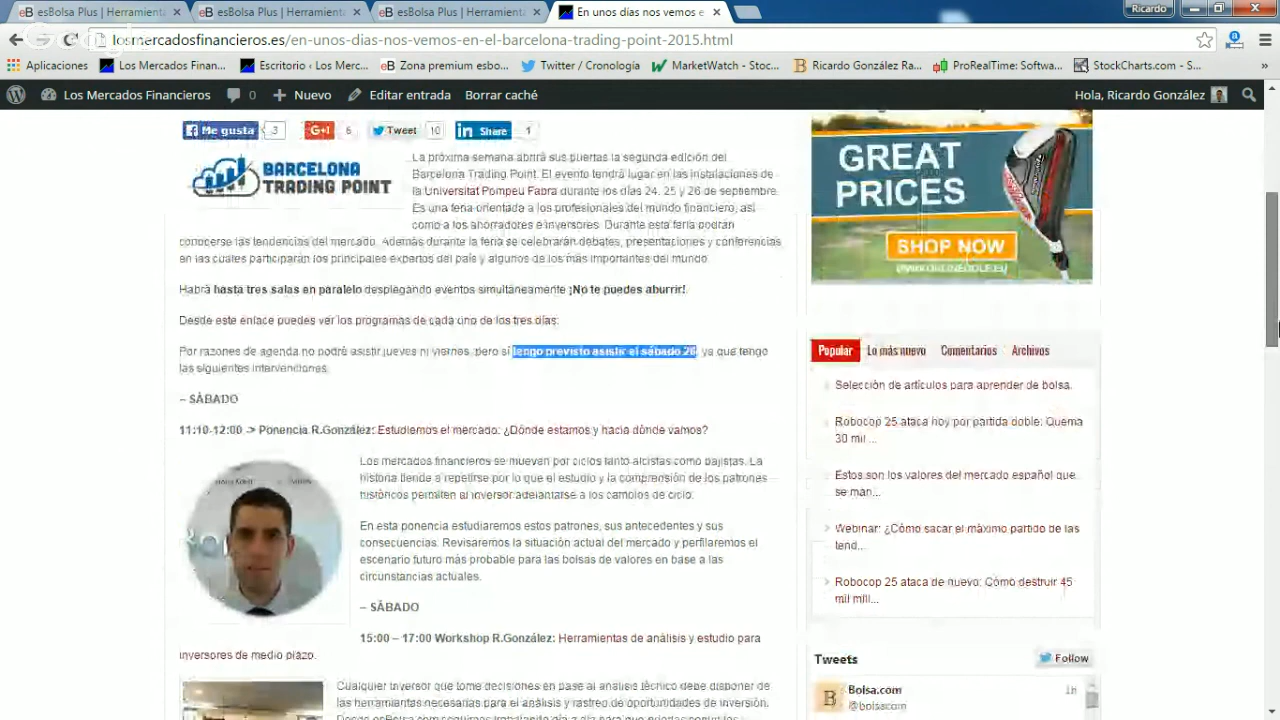 esBolsa Plus | Herramienta
esBolsa Plus | Herramienta
esBolsa Plus | Herramienta
En unos días nos vemos e
Ricardo
losmercadosfinancieros.es/en-unos-dias-nos-vemos-en-el-barcelona-trading-point-2015.html
Aplicaciones
Los Mercados Finan...
Escritorio ‹ Los Merc...
Zona premium esbo...
Twitter / Cronología
MarketWatch - Stoc...
Ricardo González Ra...
ProRealTime: Softwa...
StockCharts.com - S...
»
Los Mercados Financieros
0
Nuevo
Editar entrada
Borrar caché
Hola, Ricardo González
Me gusta 3
G+1 6
Tweet 10
Share 1
BARCELONA
TRADING POINT
La próxima semana abrirá sus puertas la segunda edición del
Barcelona Trading Point. El evento tendrá lugar en las instalaciones de
la Universitat Pompeu Fabra durante los días 24, 25 y 26 de septiembre.
Es una feria orientada a los profesionales del mundo financiero, así
como a los ahorradores e inversores. Durante esta feria podrán
conocerse las tendencias del mercado. Además durante la feria se celebrarán debates, presentaciones y conferencias
en las cuales participarán los principales expertos del país y algunos de los más importantes del mundo.
Habrá hasta tres salas en paralelo desplegando eventos simultáneamente ¡No te puedes aburrir!.
Desde este enlace puedes ver los programas de cada uno de los tres días:
Por razones de agenda no podré asistir jueves ni viernes, pero sí tengo previsto asistir el sábado 26 ya que tengo
las siguientes intervenciones.
– SÁBADO
11:10-12:00 -> Ponencia R.González: Estudiemos el mercado: ¿Dónde estamos y hacia dónde vamos?
Los mercados financieros se mueven por ciclos tanto alcistas como bajistas. La
historia tiende a repetirse por lo que el estudio y la comprensión de los patrones
históricos permiten al inversor adelantarse a los cambios de ciclo.
En esta ponencia estudiaremos estos patrones, sus antecedentes y sus
consecuencias. Revisaremos la situación actual del mercado y perfilaremos el
escenario futuro más probable para las bolsas de valores en base a las
circunstancias actuales.
– SÁBADO
15:00 – 17:00 Workshop R.González: Herramientas de análisis y estudio para
inversores de medio plazo.
Cualquier inversor que tome decisiones en base al análisis técnico debe disponer de
las herramientas necesarias para el análisis y rastreo de oportunidades de inversión.
GREAT
PRICES
SHOP NOW
WWW.ONLINEGOLF.EU
Popular
Lo más nuevo
Comentarios
Archivos
Selección de artículos para aprender de bolsa.
Robocop 25 ataca hoy por partida doble: Quema
30 mil ...
Estos son los valores del mercado español que
se man...
Webinar: ¿Cómo sacar el máximo partido de las
tend...
Robocop 25 ataca de nuevo: Cómo destruir 45
mil mill...
Tweets
Follow
Bolsa.com
1h
@bolsacom